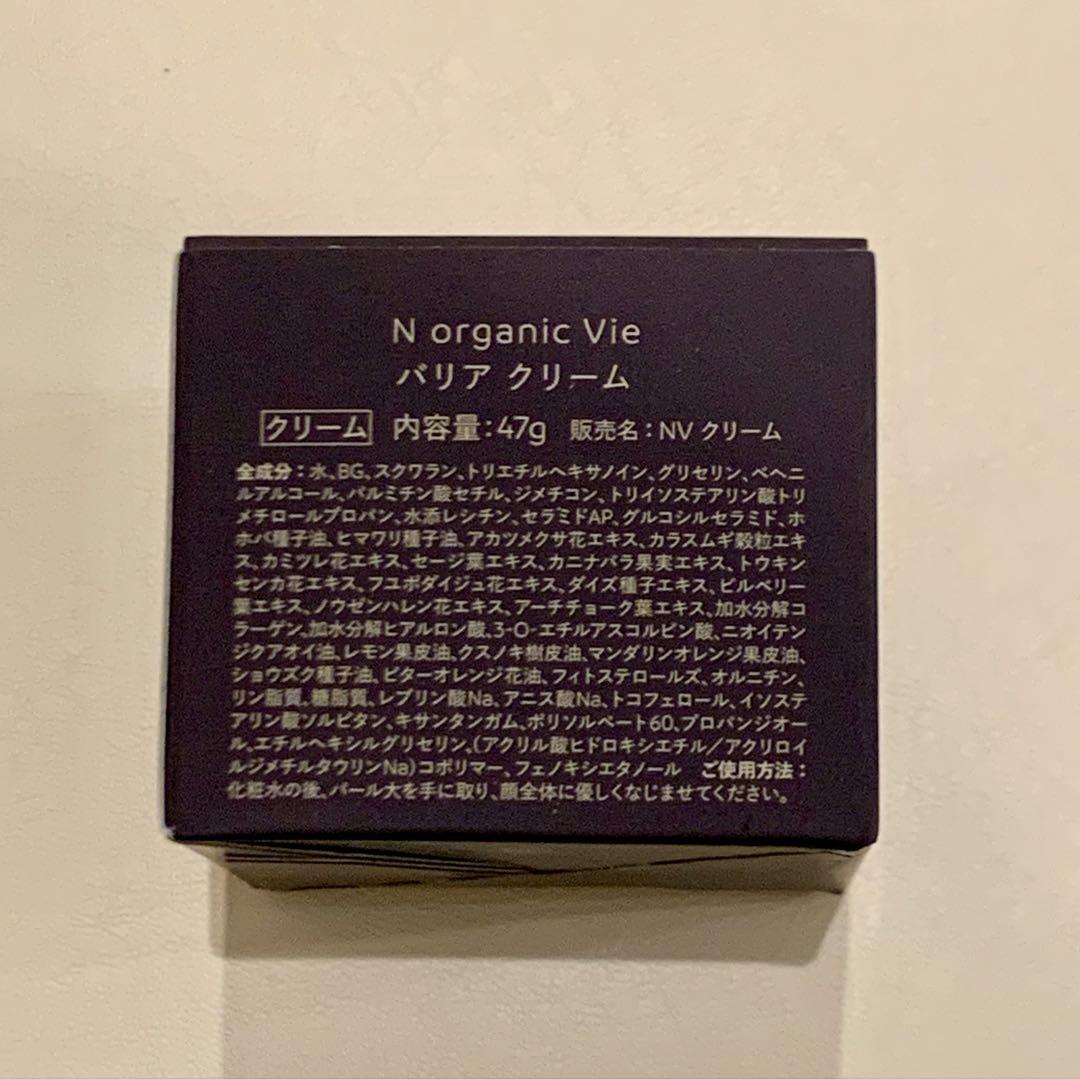 N organic Vie
バリア クリーム
クリーム 内容量:47g 販売名:NV クリーム
全成分:水、BG、スクワラン、トリエチルヘキサノイン、グリセリン、ベヘニ
ルアルコール、パルミチン酸セチル、ジメチコン、トリイソステアリン酸トリ
メチロールプロパン、水添レシチン、セラミドAP、グルコシルセラミド、ホ
ホバ種子油、ヒマワリ種子油、アカツメクサ花エキス、カラスムギ穀粒エキ
ス、カミツレ花エキス、セージ葉エキス、カニナバラ果実エキス、トウキン
センカ花エキス、フユボダイジュ花エキス、ダイズ種子エキス、ビルベリー
葉エキス、ノウゼンハレン花エキス、アーチチョーク葉エキス、加水分解コ
ラーゲン、加水分解ヒアルロン酸、3-O-エチルアスコルビン酸、ニオイテン
ジクアオイ油、レモン果皮油、クスノキ樹皮油、マンダリンオレンジ果皮油、
ショウズク種子油、ビターオレンジ花油、フィトステロールズ、オルニチン、
リン脂質、糖脂質、レブリン酸Na、アニス酸Na、トコフェロール、イソステ
アリン酸ソルビタン、キサンタンガム、ポリソルベート60、プロパンジオー
ル、エチルヘキシルグリセリン、(アクリル酸ヒドロキシエチル/アクリロイ
ルジメチルタウリンNa)コポリマー、フェノキシエタノール ご使用方法:
化粧水の後、パール大を手に取り、顔全体に優しくなじませてください。